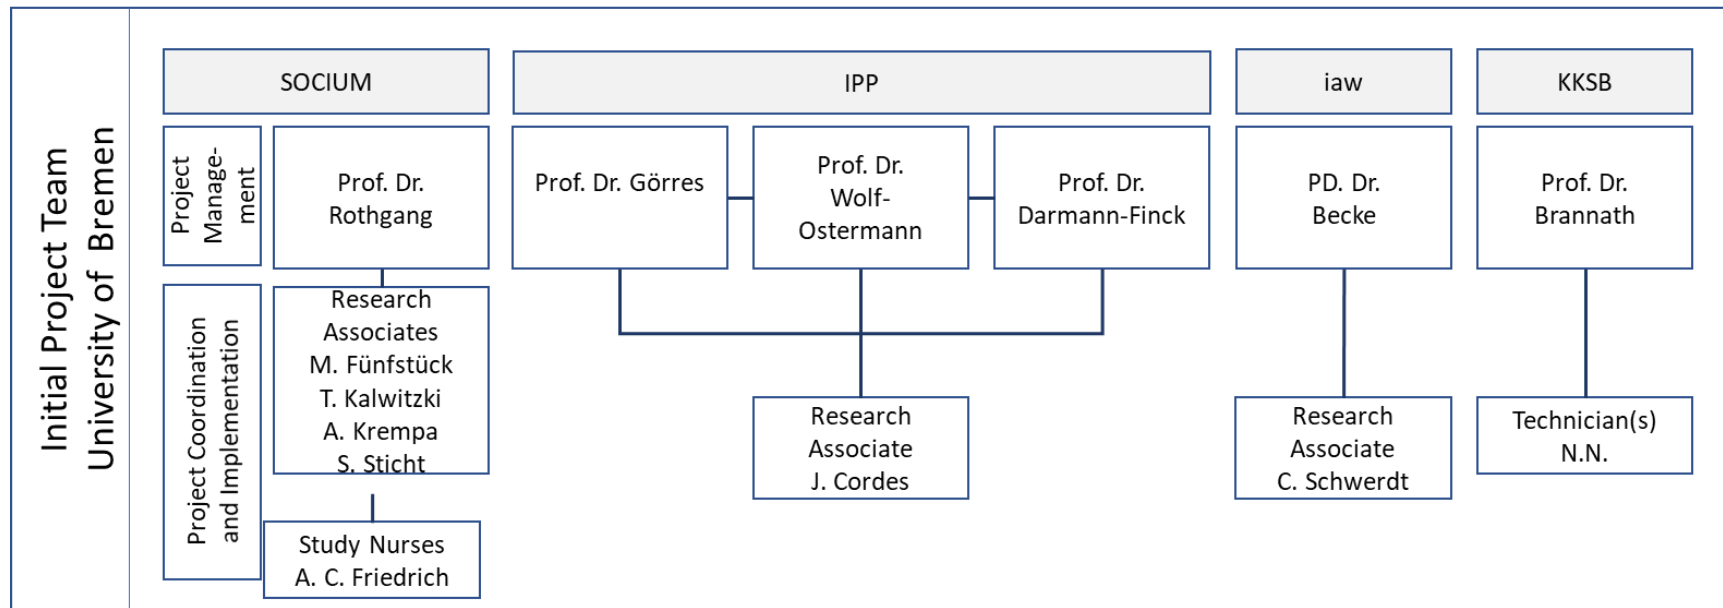 Initial Project Team
University of Bremen
SOCIUM
IPP
iaw
KKSB
Project
Manage-
ment
Prof. Dr.
Rothgang
Prof. Dr. Görres
Prof. Dr.
Wolf-
Ostermann
Prof. Dr.
Darmann-Finck
PD. Dr.
Becke
Prof. Dr.
Brannath
Project Coordination
and Implementation
Research
Associates
M. Fünfstück
T. Kalwitzki
A. Krempa
S. Sticht
Research
Associate
J. Cordes
Research
Associate
C. Schwerdt
Technician(s)
N.N.
Study Nurses
A. C. Friedrich